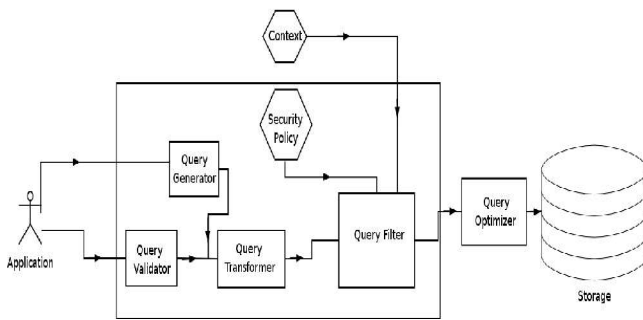 Context
Security
Policy
Query
Generator
Application
Query
Validator
Query
Transformer
Query Filter
Query
Optimizer
Storage